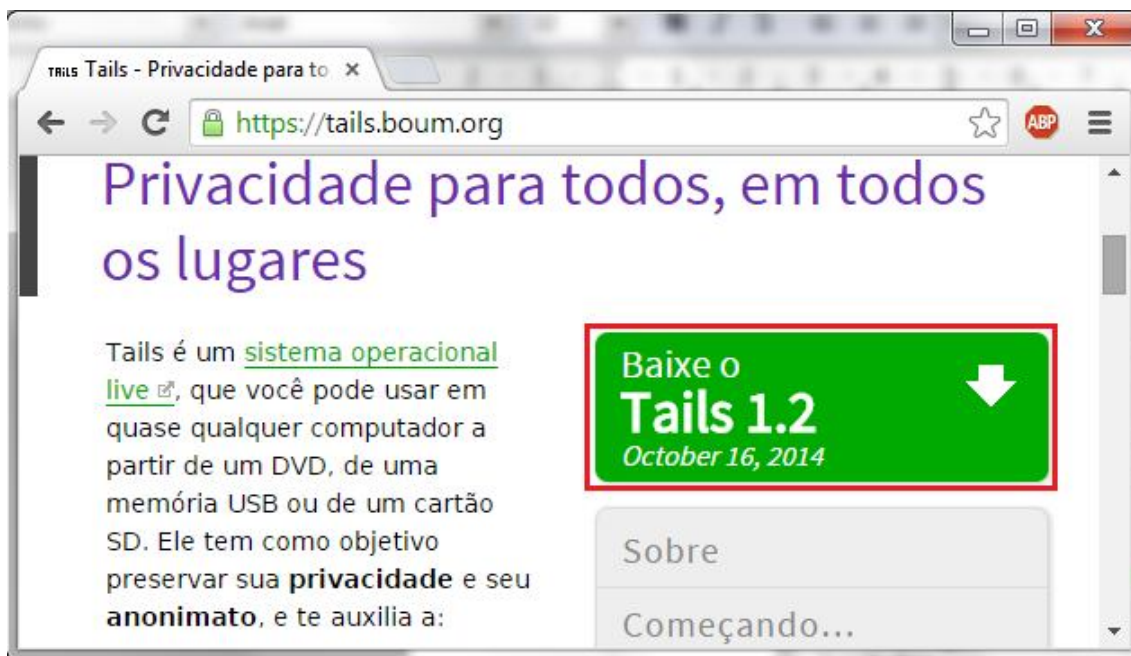 TAILS Tails - Privacidade para to
https://tails.boum.org
ABP
Privacidade para todos, em todos
os lugares
Tails é um sistema operacional
live, que você pode usar em
quase qualquer computador a
partir de um DVD, de uma
memória USB ou de um cartão
SD. Ele tem como objetivo
preservar sua privacidade e seu
anonimato, e te auxilia a:
Baixe o
Tails 1.2
October 16, 2014
Sobre
Começando...